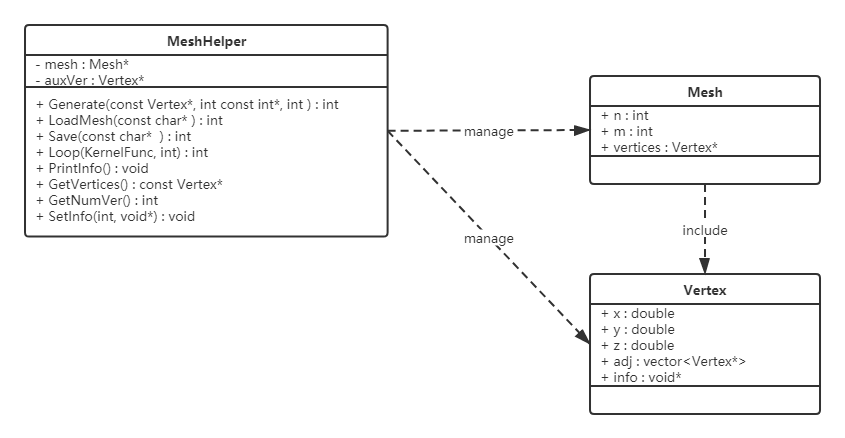 MeshHelper
- mesh : Mesh*
- auxVer : Vertex*
+ Generate(const Vertex*, int const int*, int ) : int
+ LoadMesh(const char* ) : int
+ Save(const char*  ) : int
+ Loop(KernelFunc, int) : int
+ PrintInfo() : void
+ GetVertices() : const Vertex*
+ GetNumVer() : int
+ SetInfo(int, void*) : void
manage
manage
Mesh
+ n : int
+ m : int
+ vertices : Vertex*
include
Vertex
+ x : double
+ y : double
+ z : double
+ adj : vector<Vertex*>
+ info : void*